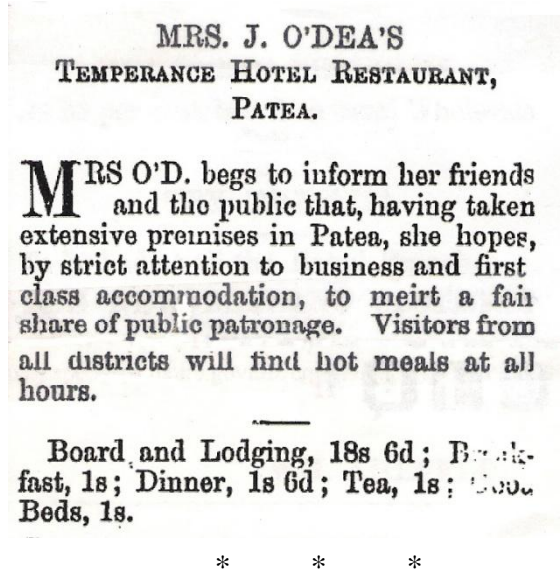 MRS. J. O'DEA'S
TEMPERANCE HOTEL RESTAURANT,
PATEA.
MRS O'D. begs to inform her friends
and the public that, having taken
extensive premises in Patea, she hopes,
by strict attention to business and first
class accommodation, to meirt a fair
share of public patronage. Visitors from
all districts will find hot meals at all
hours.
Board and Lodging, 18s 6d; Break-
fast, 1s; Dinner, 1s 6d; Tea, 1s; Good
Beds, 1s.
* * *